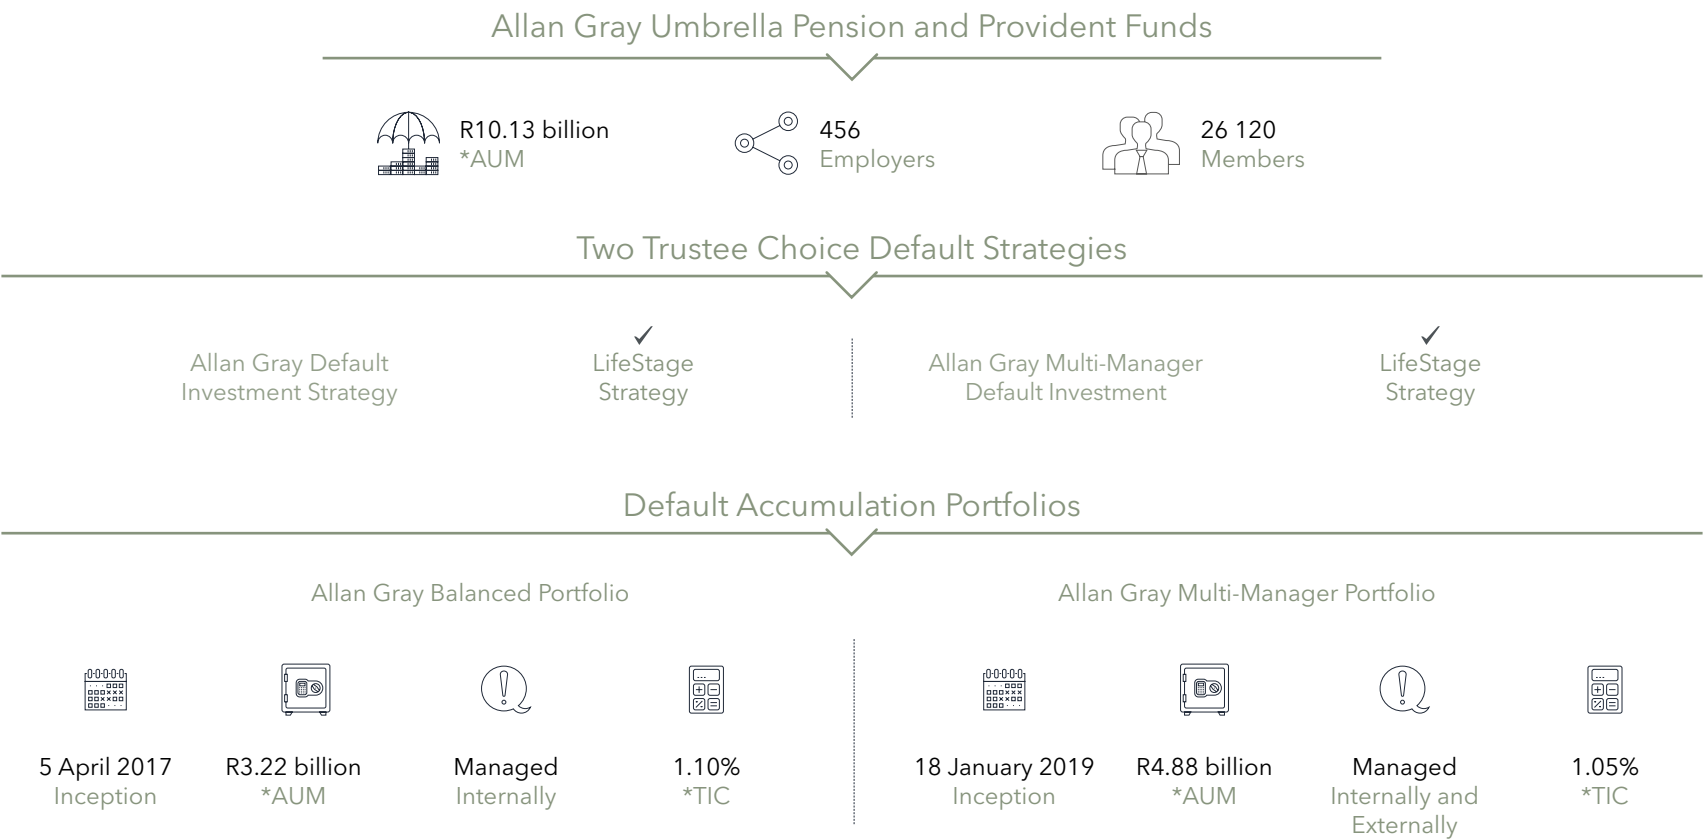 Allan Gray Umbrella Pension and Provident Funds
R10.13 billion
*AUM
456
Employers
26 120
Members
Two Trustee Choice Default Strategies
Allan Gray Default
Investment Strategy
LifeStage
Strategy
Allan Gray Multi-Manager
Default Investment
LifeStage
Strategy
Default Accumulation Portfolios
Allan Gray Balanced Portfolio
5 April 2017
Inception
R3.22 billion
*AUM
Managed
Internally
1.10%
*TIC
Allan Gray Multi-Manager Portfolio
18 January 2019
Inception
R4.88 billion
*AUM
Managed
Internally and
Externally
1.05%
*TIC